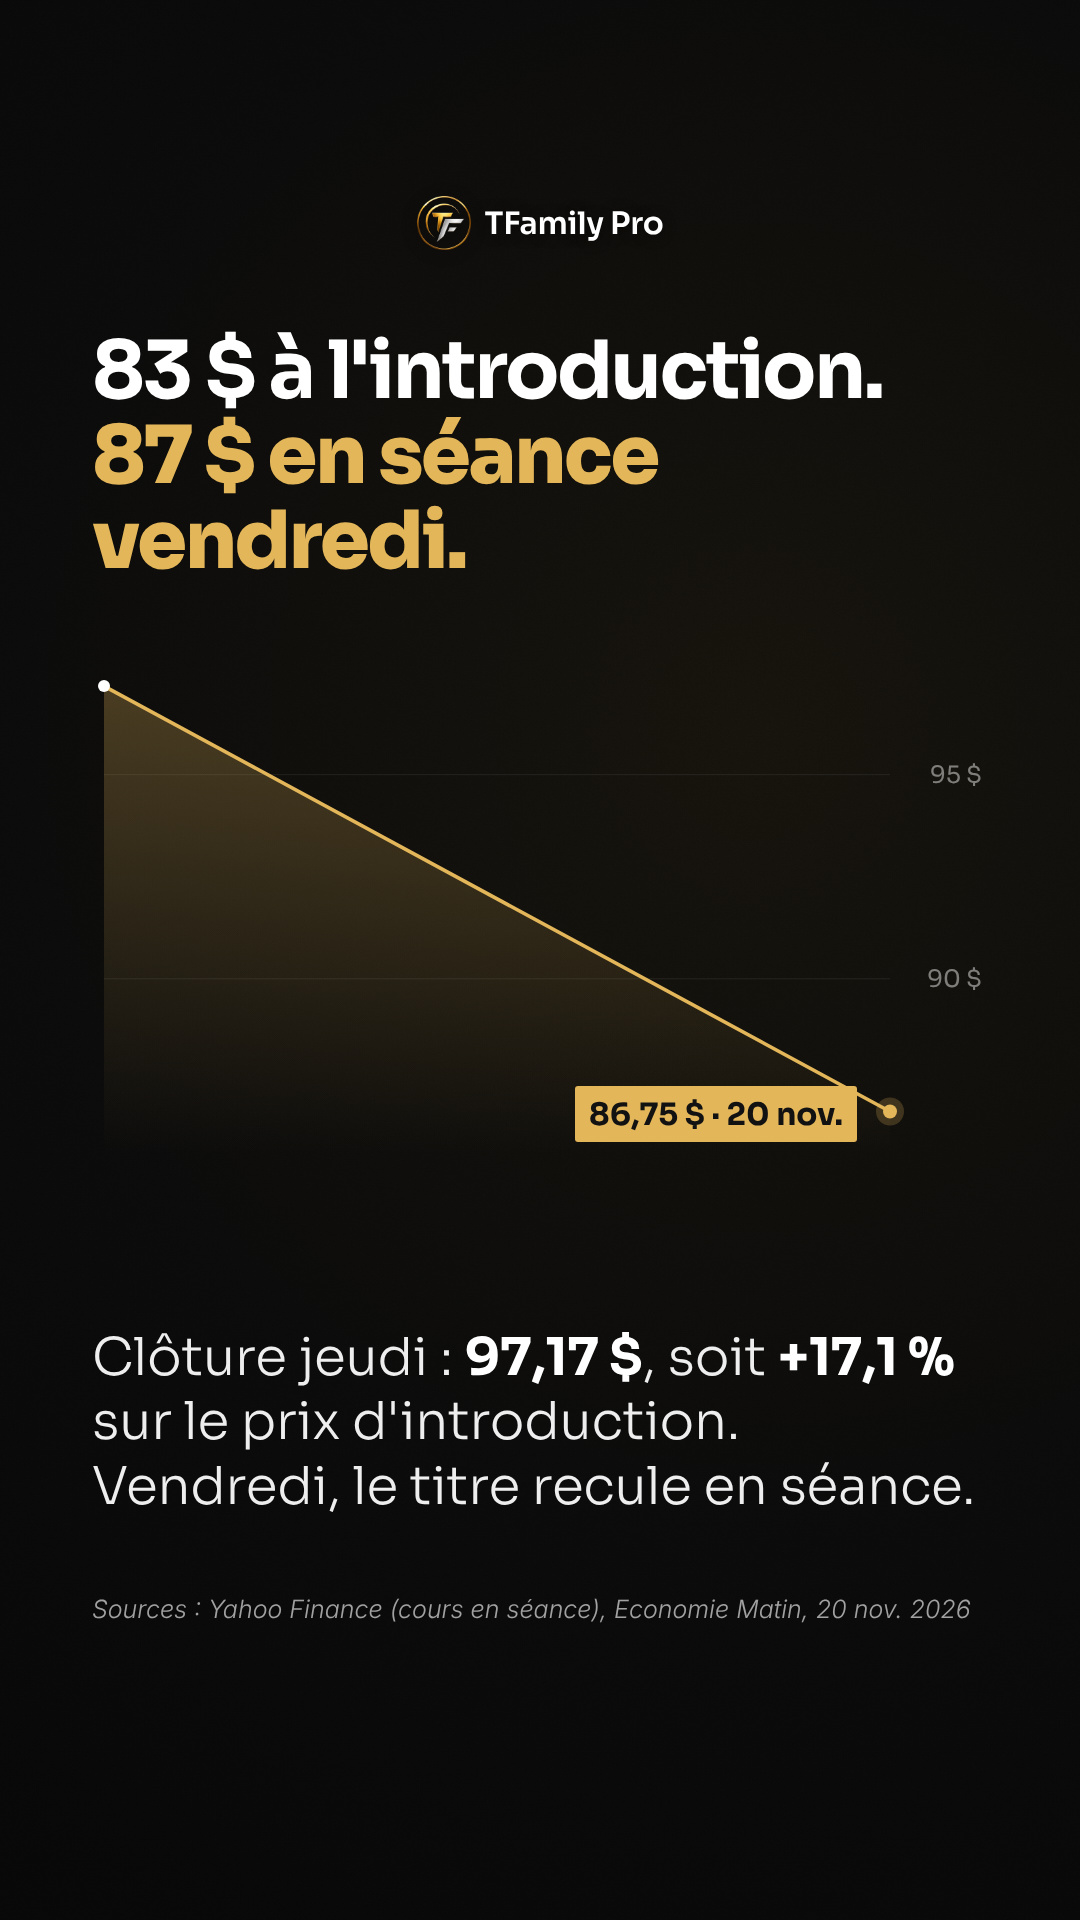 TFamily Pro
83 $ à l'introduction.
87 $ en séance
vendredi.
95 $
90 $
86,75 $ · 20 nov.
Clôture jeudi : 97,17 $, soit +17,1 %
sur le prix d'introduction.
Vendredi, le titre recule en séance.
Sources : Yahoo Finance (cours en séance), Economie Matin, 20 nov. 2026